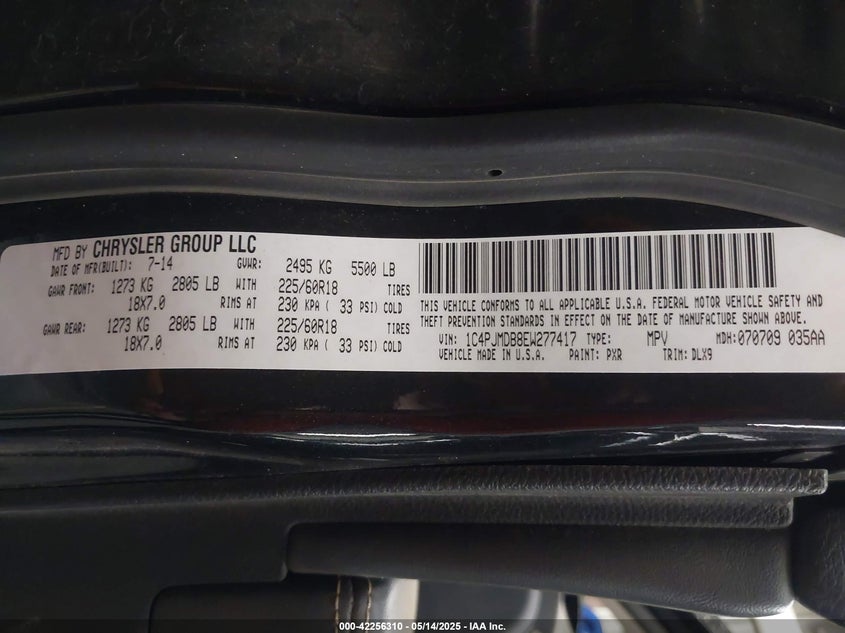 MFD BY CHRYSLER GROUP LLC
DATE OF MFR(BUILT): 7-14 GVWR: 2495 KG 5500 LB
GAWR FRONT: 1273 KG 2805 LB WITH 225/60R18 TIRES
18X7.0 RIMS AT 230 KPA ( 33 PSI) COLD
GAWR REAR: 1273 KG 2805 LB WITH 225/60R18 TIRES
18X7.0 RIMS AT 230 KPA ( 33 PSI) COLD
THIS VEHICLE CONFORMS TO ALL APPLICABLE U.S.A. FEDERAL MOTOR VEHICLE SAFETY AND
THEFT PREVENTION STANDARDS IN EFFECT ON THE DATE OF MANUFACTURE SHOWN ABOVE.
VIN: 1C4PJMDB8EW277417 TYPE: MPV MDH: 070709 035AA
VEHICLE MADE IN U.S.A. PAINT: PXR TRIM: DLX9
000-42256310 - 05/14/2025 - IAA Inc.